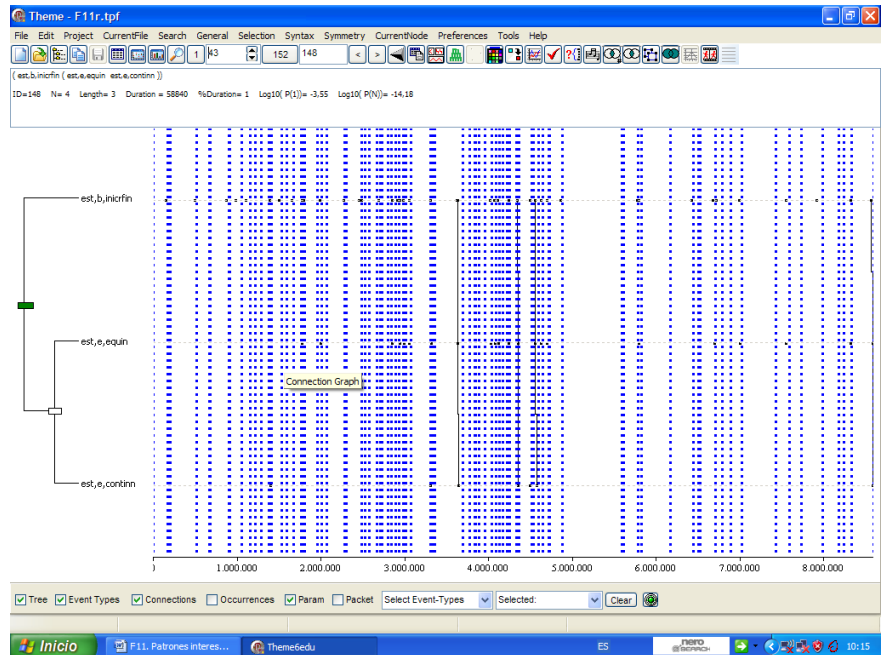 Theme - F11r.tpf
File Edit Project CurrentFile Search General Selection Syntax Symmetry CurrentNode Preferences Tools Help
1 43 152 148 < >
( est,b,inicrfin ( est,e,equin est,e,continn ))
ID=148 N= 4 Length= 3 Duration = 58840 %Duration= 1 Log10( P(1))= -3,55 Log10( P(N))= -14,18
est,b,inicrfin
est,e,equin
Connection Graph
est,e,continn
) 1.000.000 2.000.000 3.000.000 4.000.000 5.000.000 6.000.000 7.000.000 8.000.000
Tree Event Types Connections Occurrences Param Packet Select Event-Types Selected: Clear
Inicio F11. Patrones interes... Theme6edu ES nero SEARCH 10:15